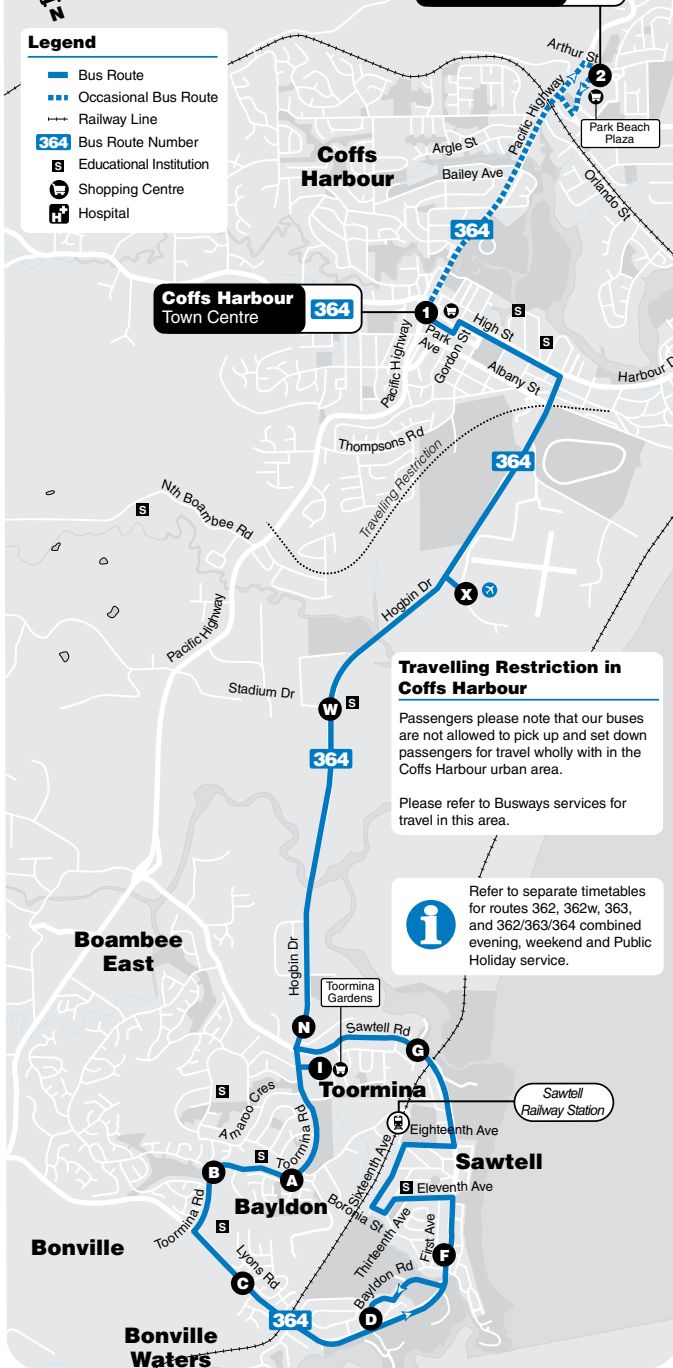 N
Legend
Bus Route
Occasional Bus Route
Railway Line
364 Bus Route Number
S Educational Institution
Shopping Centre
H Hospital
Arthur St
2
Park Beach
Plaza
Pacific Highway
Coffs
Harbour
Argle St
Bailey Ave
Orlando St
364
Coffs Harbour
Town Centre
364
1
S
High St
S
Park
Ave
Gordon St
Pacific Highway
Albany St
Harbour D
Thompsons Rd
Travelling Restriction
364
Nth Boambee Rd
S
Hogbin Dr
X
Pacific Highway
Stadium Dr
W
S
364
Travelling Restriction in
Coffs Harbour
Passengers please note that our buses
are not allowed to pick up and set down
passengers for travel wholly with in the
Coffs Harbour urban area.
Please refer to Busways services for
travel in this area.
i
Refer to separate timetables
for routes 362, 362w, 363,
and 362/363/364 combined
evening, weekend and Public
Holiday service.
Boambee
East
Hogbin Dr
Toormina
Gardens
N
Sawtell Rd
G
I
Toormina
S
Amaroo Cres
Sawtell
Railway Station
Toormina Rd
Eighteenth Ave
Sixteenth Ave
Sawtell
S
B
A
Bayldon
S
Eleventh Ave
Boronia St
Thirteenth Ave
First Ave
Toormina Rd
S
Bonville
Lyons Rd
F
C
Bayldon Rd
D
364
Bonville
Waters